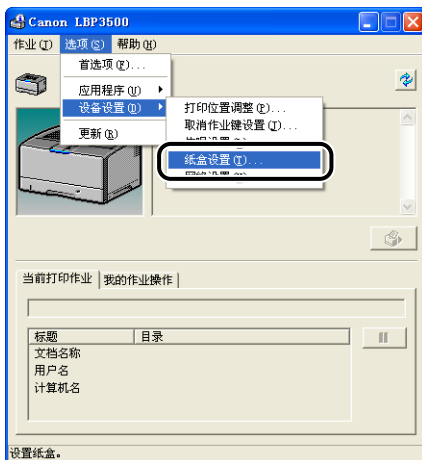 Canon LBP3500
作业(J) 选项(S) 帮助(H)
首选项(P)...
应用程序(U)
设备设置(D)
更新(R)
打印位置调整(P)...
取消作业键设置(J)...
纸盒设置(T)...
当前打印作业 我的作业操作
标题 目录
文档名称
用户名
计算机名
设置纸盒。